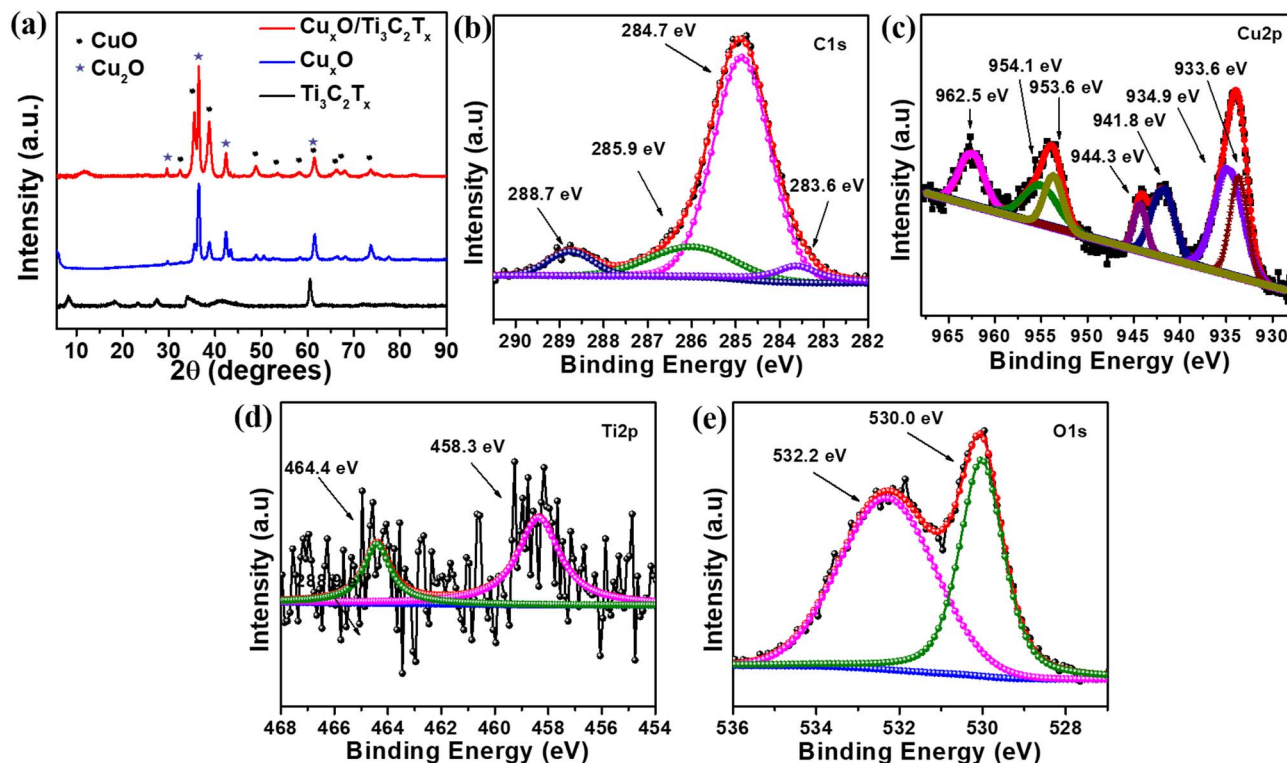 (a)
CuO
Cu₂O
CuₓO/Ti₃C₂Tₓ
CuₓO
Ti₃C₂Tₓ
Intensity (a.u)
10 20 30 40 50 60 70 80 90
2θ (degrees)
(b)
C1s
284.7 eV
285.9 eV
288.7 eV
283.6 eV
Intensity (a.u)
290 289 288 287 286 285 284 283 282
Binding Energy (eV)
(c)
Cu2p
962.5 eV
954.1 eV
953.6 eV
944.3 eV
941.8 eV
934.9 eV
933.6 eV
Intensity (a.u.)
965 960 955 950 945 940 935 930
Binding Energy (eV)
(d)
Ti2p
464.4 eV
458.3 eV
Intensity (a.u)
468 466 464 462 460 458 456 454
Binding Energy (eV)
(e)
O1s
532.2 eV
530.0 eV
Intensity (a.u)
536 534 532 530 528
Binding Energy (eV)